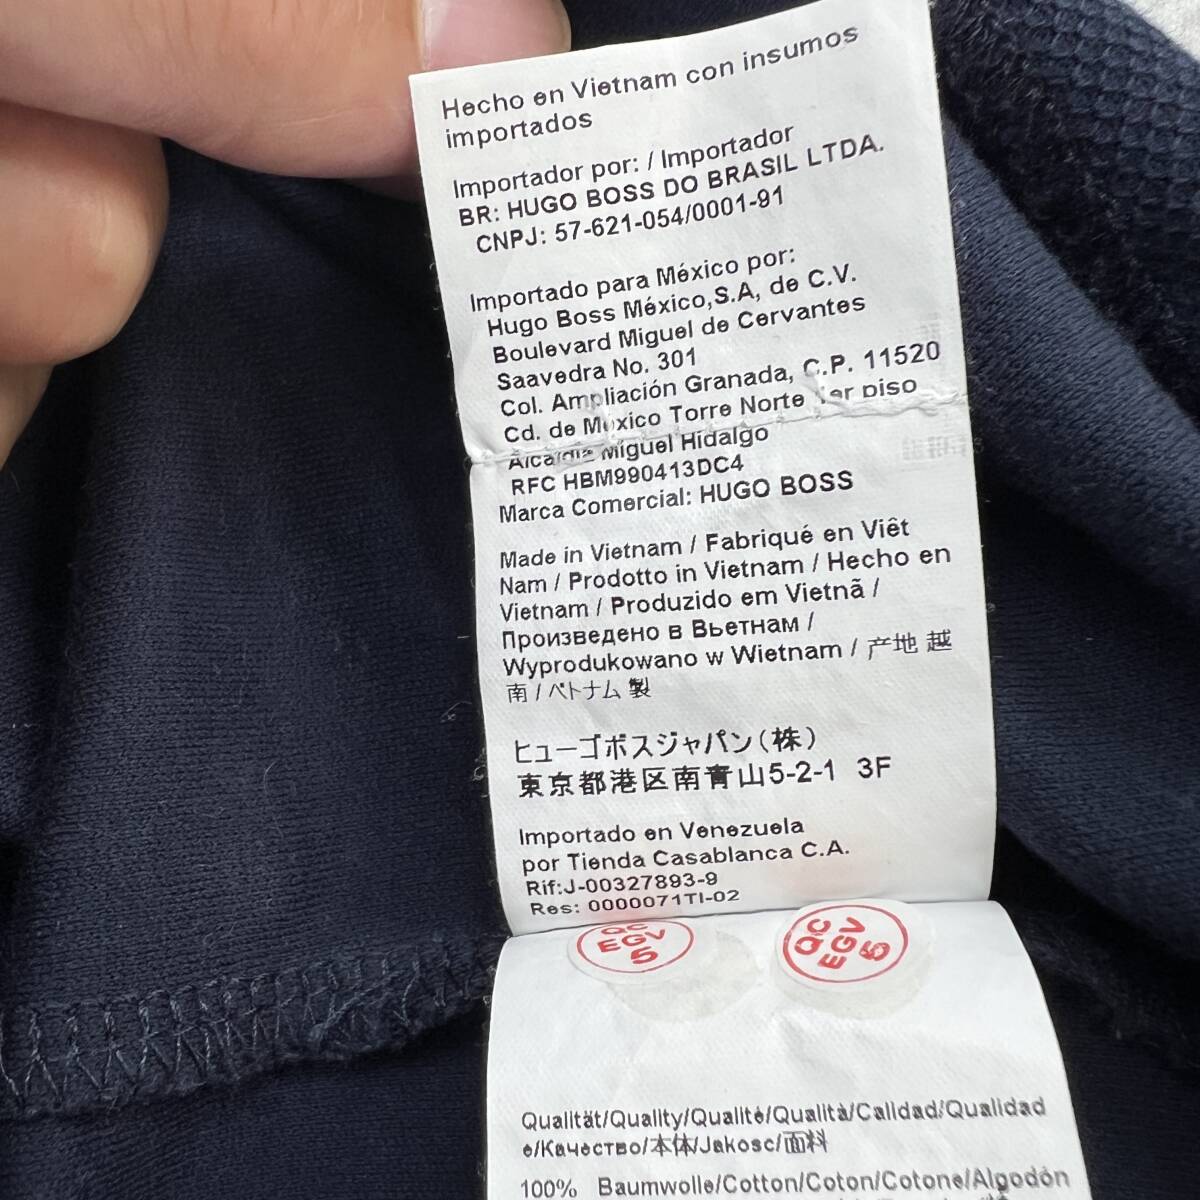 Hecho en Vietnam con insumos
importados
Importador por: / Importador
BR: HUGO BOSS DO BRASIL LTDA.
CNPJ: 57-621-054/0001-91
Importado para México por:
Hugo Boss México,S.A, de C.V.
Boulevard Miguel de Cervantes
Saavedra No. 301
Col. Ampliación Granada, C.P. 11520
Cd. de México Torre Norte 1er piso
Alcaldia Miguel Hidalgo
RFC HBM990413DC4
Marca Comercial: HUGO BOSS
Made in Vietnam / Fabriqué en Viêt
Nam / Prodotto in Vietnam / Hecho en
Vietnam / Produzido em Vietnã /
Произведено в Вьетнам /
Wyprodukowano w Wietnam / 产地 越
南 / ベトナム 製
ヒューゴボスジャパン(株)
東京都港区南青山5-2-1 3F
Importado en Venezuela
por Tienda Casablanca C.A.
Rif:J-00327893-9
Res: 0000071TI-02
QC
EGV
5
QC
EGV
5
Qualität/Quality/Qualité/Qualità/Calidad/Qualidad
e/Качество/本体/Jakosc/面料
100% Baumwolle/Cotton/Coton/Cotone/Algodón